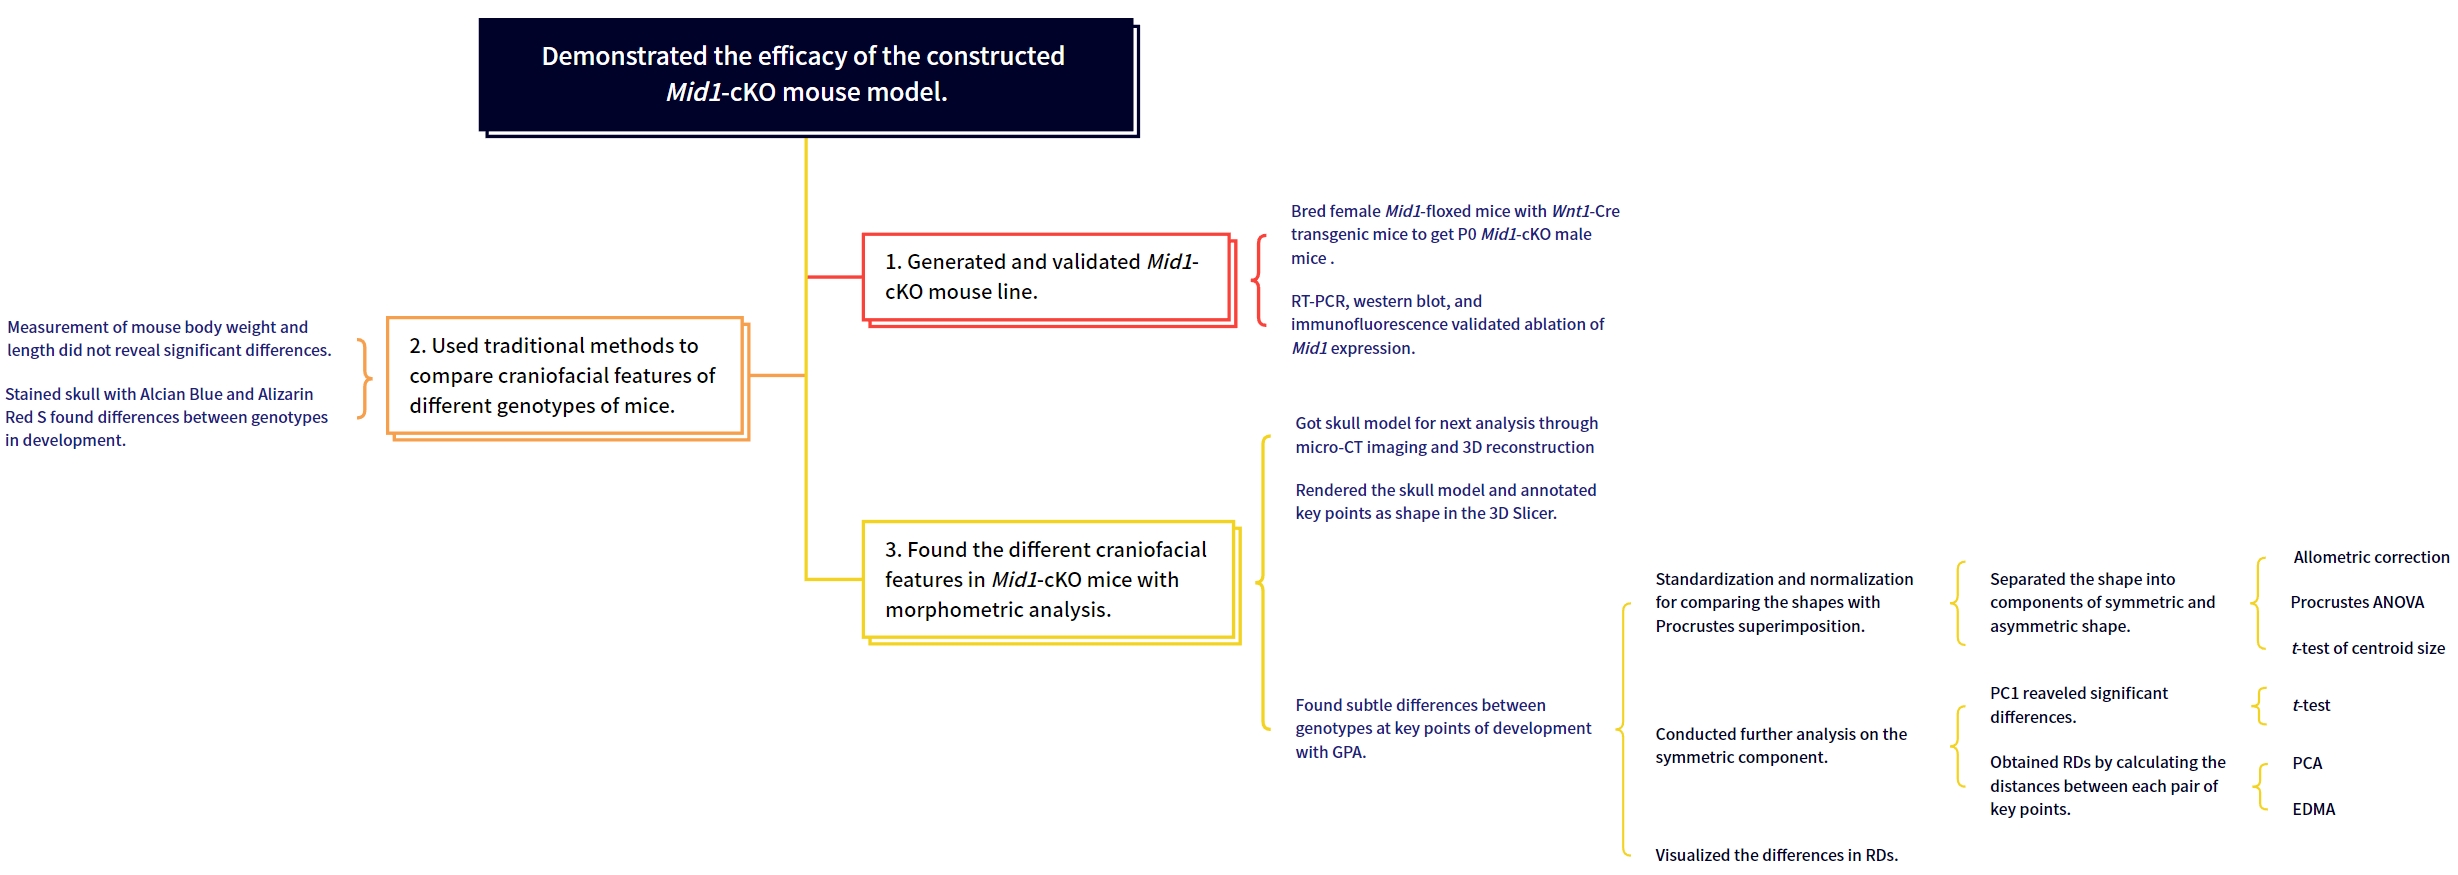 Demonstrated the efficacy of the constructed
Mid1-cKO mouse model.
1. Generated and validated Mid1-
cKO mouse line.
Bred female Mid1-floxed mice with Wnt1-Cre
transgenic mice to get P0 Mid1-cKO male
mice .
RT-PCR, western blot, and
immunofluorescence validated ablation of
Mid1 expression.
2. Used traditional methods to
compare craniofacial features of
different genotypes of mice.
Measurement of mouse body weight and
length did not reveal significant differences.
Stained skull with Alcian Blue and Alizarin
Red S found differences between genotypes
in development.
3. Found the different craniofacial
features in Mid1-cKO mice with
morphometric analysis.
Got skull model for next analysis through
micro-CT imaging and 3D reconstruction
Rendered the skull model and annotated
key points as shape in the 3D Slicer.
Found subtle differences between
genotypes at key points of development
with GPA.
Standardization and normalization
for comparing the shapes with
Procrustes superimposition.
Separated the shape into
components of symmetric and
asymmetric shape.
Allometric correction
Procrustes ANOVA
t-test of centroid size
Conducted further analysis on the
symmetric component.
PC1 reaveled significant
differences.
t-test
Obtained RDs by calculating the
distances between each pair of
key points.
PCA
EDMA
Visualized the differences in RDs.